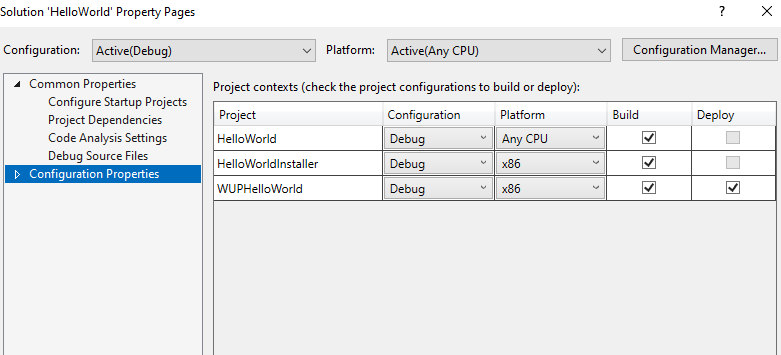 Solution 'HelloWorld' Property Pages ?
Configuration: Active(Debug) Platform: Active(Any CPU) Configuration Manager...
Common Properties
Configure Startup Projects
Project Dependencies
Code Analysis Settings
Debug Source Files
Configuration Properties
Project contexts (check the project configurations to build or deploy):
Project Configuration Platform Build Deploy
HelloWorld Debug Any CPU
HelloWorldInstaller Debug x86
WUPHelloWorld Debug x86